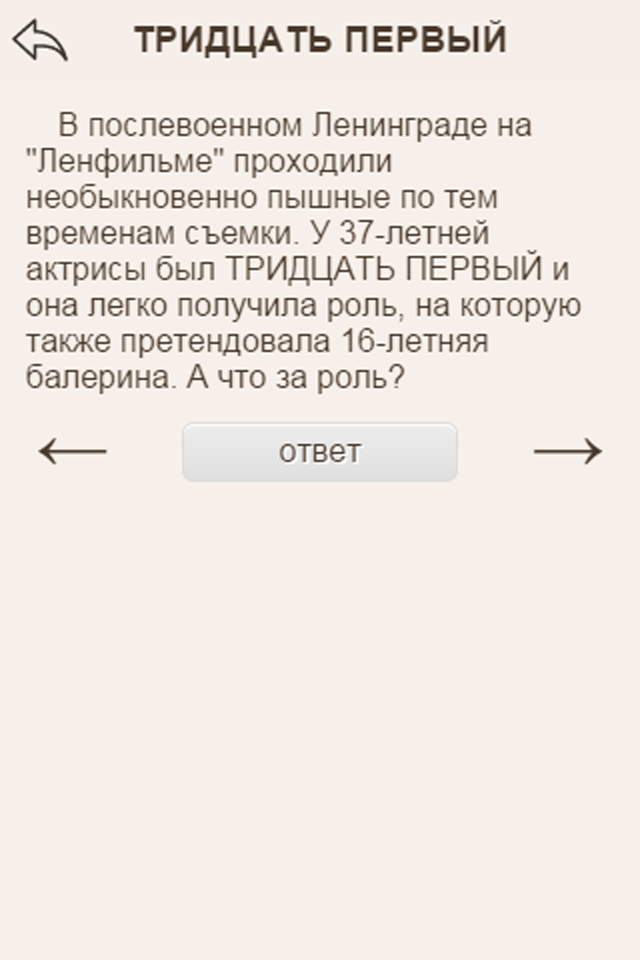 ТРИДЦАТЬ ПЕРВЫЙ
В послевоенном Ленинграде на
"Ленфильме" проходили
необыкновенно пышные по тем
временам съемки. У 37-летней
актрисы был ТРИДЦАТЬ ПЕРВЫЙ и
она легко получила роль, на которую
также претендовала 16-летняя
балерина. А что за роль?
ответ